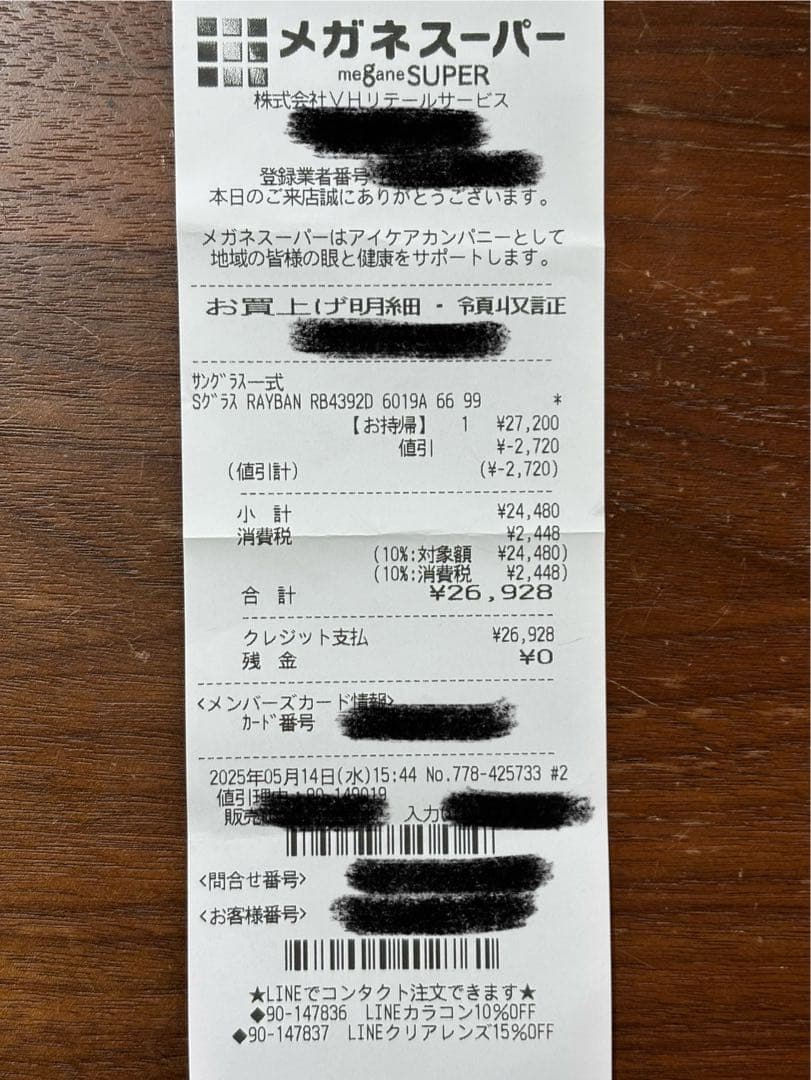 メガネスーパー
meganeSUPER
株式会社VHリテールサービス
登録業者番号:
本日のご来店誠にありがとうございます。
メガネスーパーはアイケアカンパニーとして
地域の皆様の眼と健康をサポートします。
お買上げ明細・領収証
ｻﾝｸﾞﾗｽ一式
Sｸﾞﾗｽ RAYBAN RB4392D 6019A 66 99 *
【お持帰】 1 ¥27,200
値引 ¥-2,720
(値引計) (¥-2,720)
小 計 ¥24,480
消費税 ¥2,448
(10%:対象額 ¥24,480)
(10%:消費税 ¥2,448)
合 計 ¥26,928
クレジット支払 ¥26,928
残 金 ¥0
<メンバーズカード情報>
ｶｰﾄﾞ番号
2025年05月14日(水)15:44 No.778-425733 #2
値引理由:90-149019
販売 入力
<問合せ番号>
<お客様番号>
★LINEでコンタクト注文できます★
◆90-147836 LINEカラコン10%OFF
◆90-147837 LINEクリアレンズ15%OFF